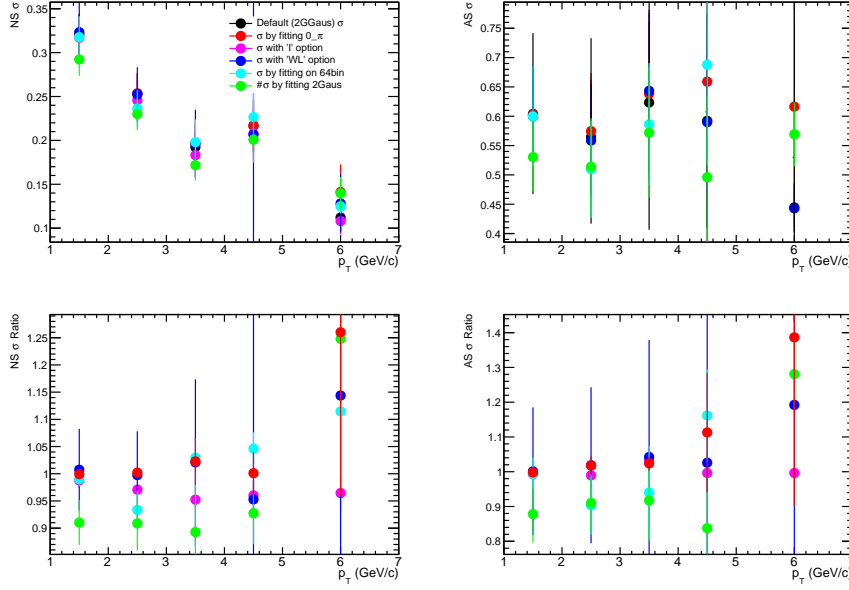 NS σ
0.35
0.3
0.25
0.2
0.15
0.1
1 2 3 4 5 6 7
p_T (GeV/c)
Default (2GGaus) σ
σ by fitting 0_π
σ with 'I' option
σ with 'WL' option
σ by fitting on 64bin
#σ by fitting 2Gaus
AS σ
0.75
0.7
0.65
0.6
0.55
0.5
0.45
0.4
1 2 3 4 5 6
p_T (GeV/c)
NS σ Ratio
1.25
1.2
1.15
1.1
1.05
1
0.95
0.9
1 2 3 4 5 6 7
p_T (GeV/c)
AS σ Ratio
1.4
1.3
1.2
1.1
1
0.9
0.8
1 2 3 4 5 6
p_T (GeV/c)